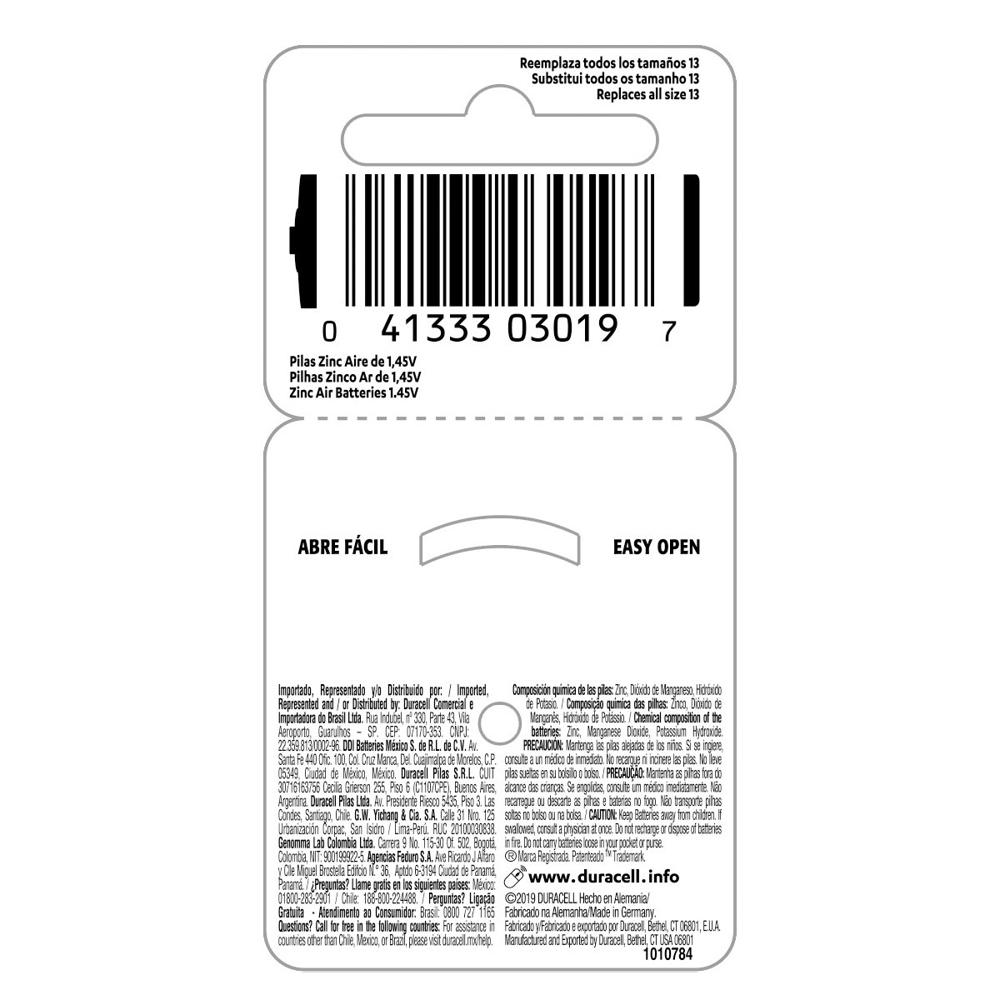 Reemplaza todos los tamaños 13
Substitui todos os tamanho 13
Replaces all size 13
0 41333 03019 7
Pilas Zinc Aire de 1,45V
Pilhas Zinco Ar de 1,45V
Zinc Air Batteries 1.45V
ABRE FÁCIL
EASY OPEN
Importado, Representado y/o Distribuido por: / Imported,
Represented and / or Distributed by: Duracell Comercial e
Importadora do Brasil Ltda. Rua Indubel, n° 330, Parte 43, Vila
Aeroporto, Guarulhos – SP. CEP: 07170-353. CNPJ:
22.359.813/0002-96. DDI Batteries México S. de R.L. de C.V. Av.
Santa Fe 440 Ofic. 100, Col. Cruz Manca, Del. Cuajimalpa de Morelos, C.P.
05349, Ciudad de México, México. Duracell Pilas S.R.L. CUIT
30716163756 Cecilia Grierson 255, Piso 6 (C1107CPE), Buenos Aires,
Argentina. Duracell Pilas Ltda. Av. Presidente Riesco 5435, Piso 3. Las
Condes, Santiago, Chile. G.W. Yichang & Cia. S.A. Calle 31 Nro. 125
Urbanización Corpac, San Isidro / Lima-Perú. RUC 20100030838.
Genomma Lab Colombia Ltda. Carrera 9 No. 115-30 Of. 502, Bogotá,
Colombia, NIT: 900199922-5. Agencias Feduro S.A. Ave Ricardo J Alfaro
y Clle Miguel Brostella Edificio N.° 36, Aptdo 6-3194 Ciudad de Panamá,
Panamá. / ¿Preguntas? Llame gratis en los siguientes países: México:
01800-283-2901 / Chile: 188-800-224488. / Perguntas? Ligação
Gratuita - Atendimento ao Consumidor: Brasil: 0800 727 1165
Questions? Call for free in the following countries: For assistance in
countries other than Chile, Mexico, or Brazil, please visit duracell.mx/help.
Composición química de las pilas: Zinc, Dióxido de Manganeso, Hidróxido
de Potasio. / Composição química das pilhas: Zinco, Dióxido de
Manganês, Hidróxido de Potássio. / Chemical composition of the
batteries: Zinc, Manganese Dioxide, Potassium Hydroxide.
PRECAUCIÓN: Mantenga las pilas alejadas de los niños. Si se ingiere,
consulte a un médico de inmediato. No recargue ni incinere las pilas. No lleve
pilas sueltas en su bolsillo o bolso. / PRECAUÇÃO: Mantenha as pilhas fora do
alcance das crianças. Se engolidas, consulte um médico imediatamente. Não
recarregue ou descarte as pilhas e baterias no fogo. Não transporte pilhas
soltas no bolso ou na bolsa. / CAUTION: Keep Batteries away from children. If
swallowed, consult a physician at once. Do not recharge or dispose of batteries
in fire. Do not carry batteries loose in your pocket or purse.
® Marca Registrada. Patenteado ™ Trademark.
www.duracell.info
©2019 DURACELL Hecho en Alemania/
Fabricado na Alemanha/Made in Germany.
Fabricado y/Fabricado e exportado por Duracell, Bethel, CT 06801, E.U.A.
Manufactured and Exported by Duracell, Bethel, CT USA 06801
1010784